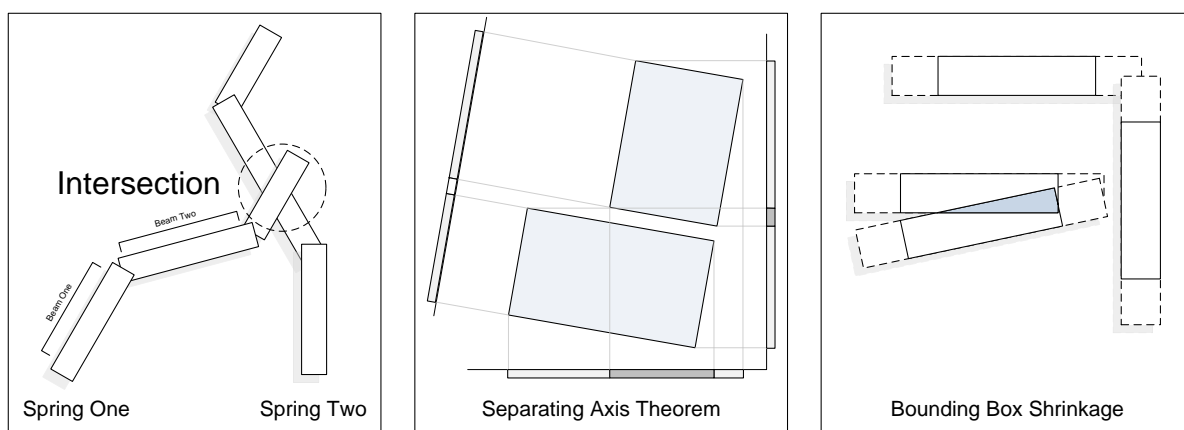 Intersection
Beam Two
Beam One
Spring One
Spring Two
Separating Axis Theorem
Bounding Box Shrinkage